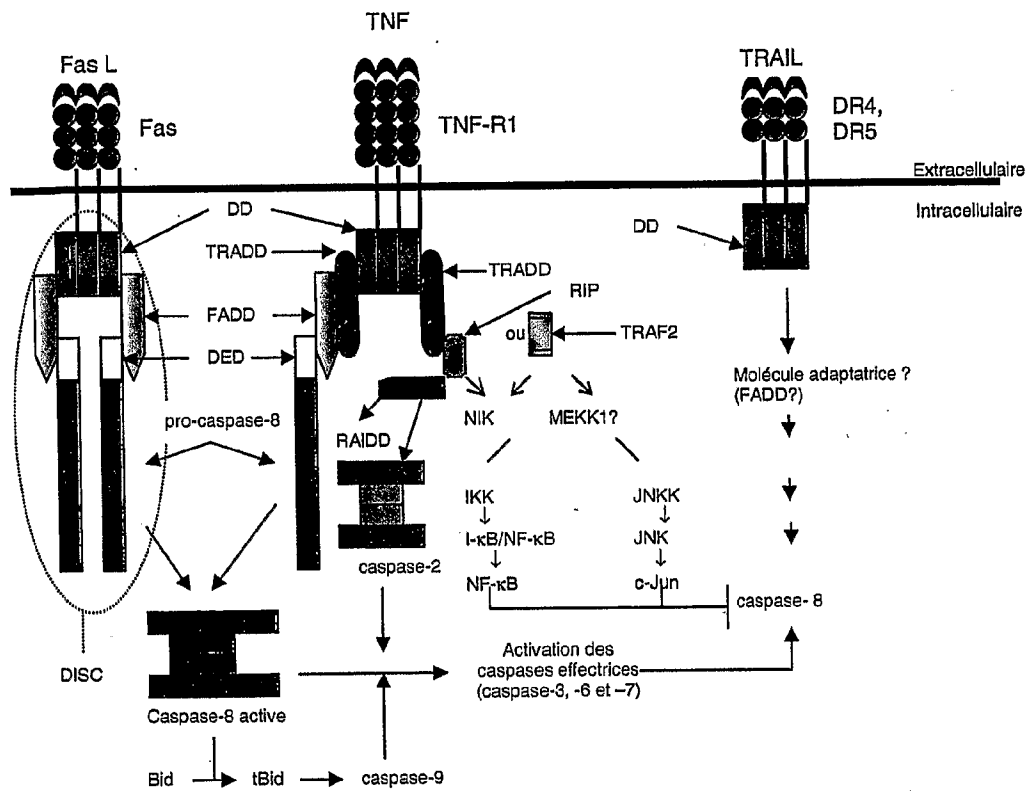 TNF
Fas L
TRAIL
Fas
TNF-R1
DR4,
DR5
Extracellulaire
Intracellulaire
DD
DD
TRADD
TRADD
RIP
FADD
ou
TRAF2
DED
Molécule adaptatrice ?
(FADD?)
pro-caspase-8
NIK
MEKK1?
RAIDD
IKK
JNKK
I-κB/NF-κB
JNK
caspase-2
NF-κB
c-Jun
caspase- 8
DISC
Activation des
caspases effectrices
(caspase-3, -6 et –7)
Caspase-8 active
Bid
tBid
caspase-9